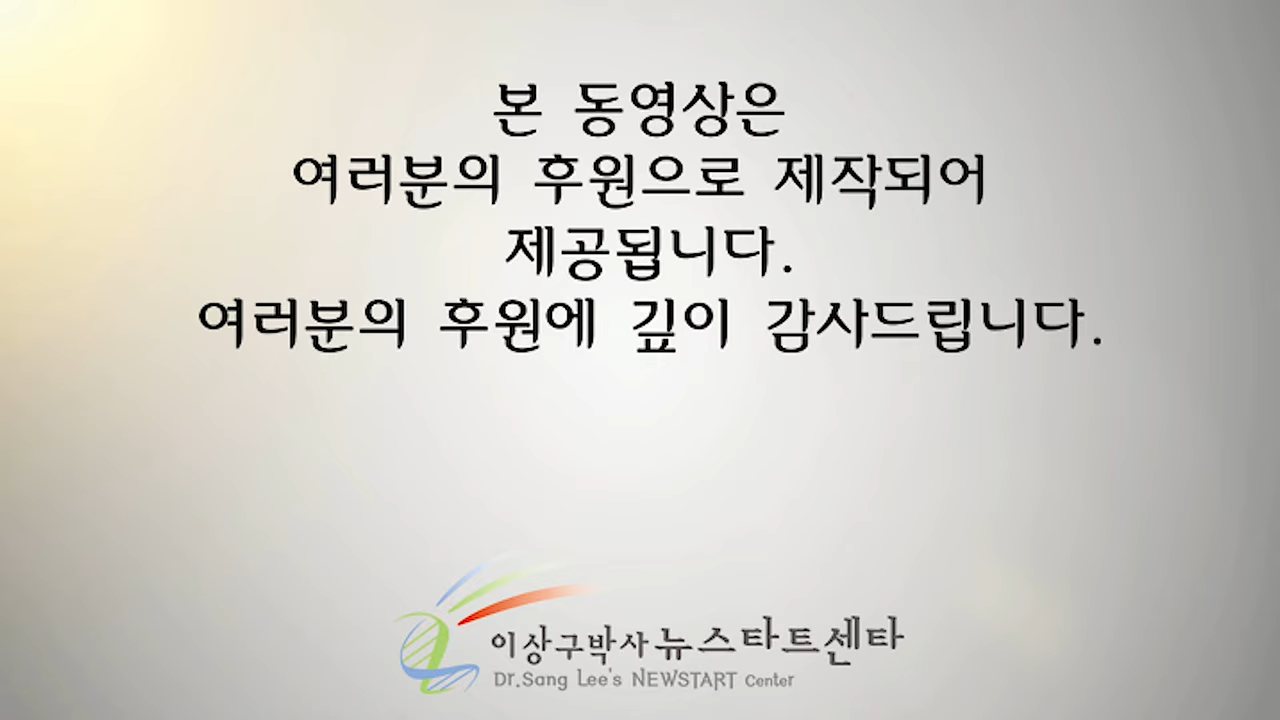 본 동영상은
여러분의 후원으로 제작되어
제공됩니다.
여러분의 후원에 깊이 감사드립니다.
이상구박사 뉴스타트센타
Dr.Sang Lee's NEWSTART Center